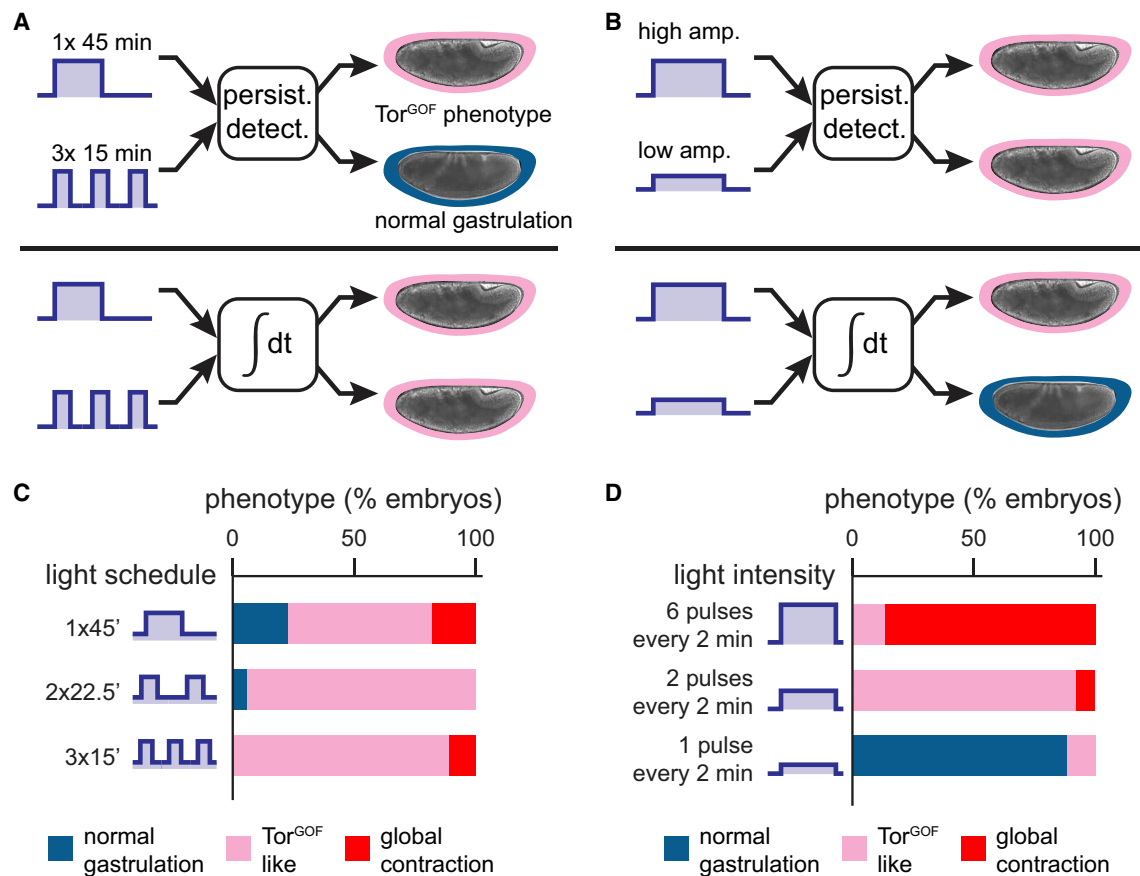 A
1x 45 min
3x 15 min
persist.
detect.
Tor^GOF phenotype
normal gastrulation
∫ dt
B
high amp.
low amp.
persist.
detect.
∫ dt
C
phenotype (% embryos)
0 50 100
light schedule
1x45’
2x22.5’
3x15’
normal
gastrulation
Tor^GOF
like
global
contraction
D
phenotype (% embryos)
0 50 100
light intensity
6 pulses
every 2 min
2 pulses
every 2 min
1 pulse
every 2 min
normal
gastrulation
Tor^GOF
like
global
contraction